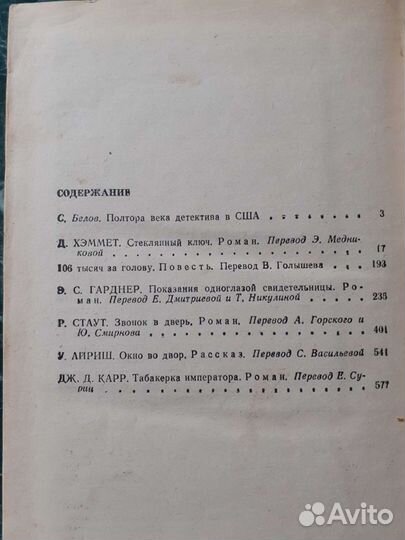 СОДЕРЖАНИЕ
С. Белов. Полтора века детектива в США . . . . . . . 3
Д. ХЭММЕТ. Стеклянный ключ. Роман. Перевод Э. Медни-
ковой . . . . . . . . . . . . . . . . . 17
106 тысяч за голову. Повесть. Перевод В. Голышева . . . 193
Э. С. ГАРДНЕР. Показания одноглазой свидетельницы. Ро-
ман. Перевод Е. Дмитриевой и Т. Никулиной . . . . . 235
Р. СТАУТ. Звонок в дверь. Роман. Перевод А. Горского и
Ю. Смирнова . . . . . . . . . . . . . . 401
У. АЙРИШ. Окно во двор. Рассказ. Перевод С. Васильевой 541
ДЖ. Д. КАРР. Табакерка императора. Роман. Перевод Е. Су-
риц . . . . . . . . . . . . . . . . . 577
Avito